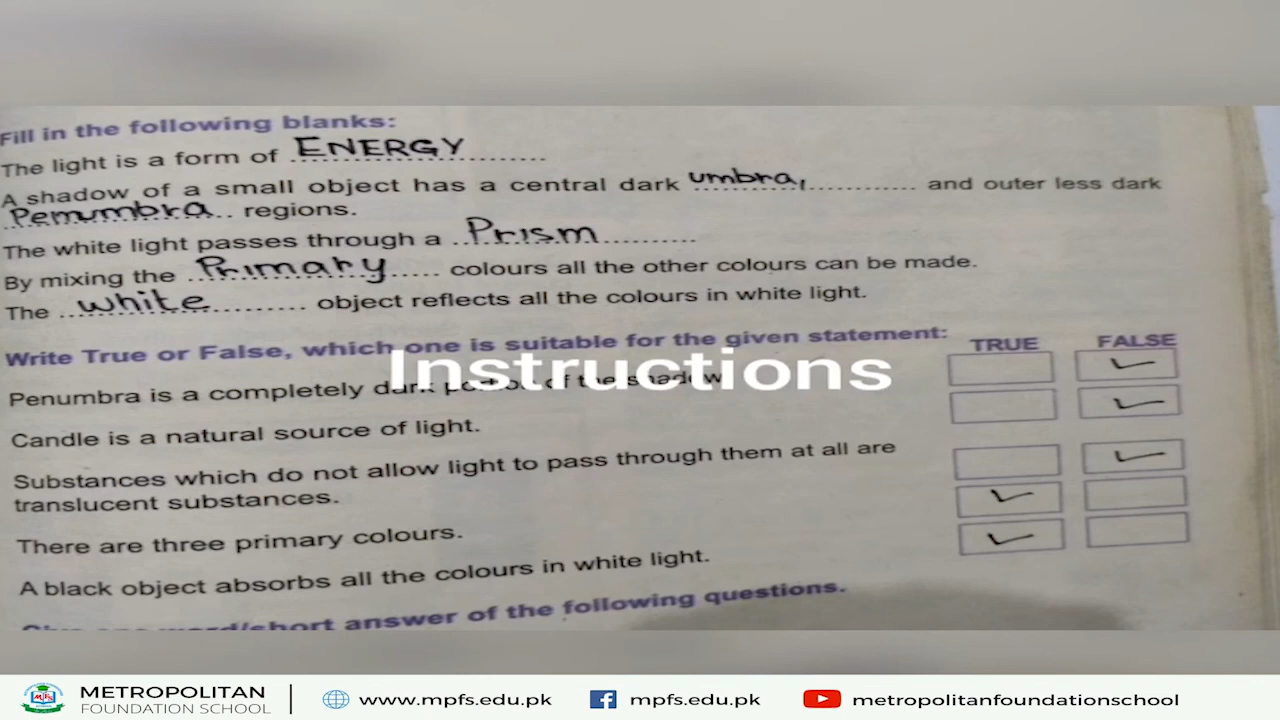 Fill in the following blanks:
The light is a form of ENERGY
A shadow of a small object has a central dark umbra, and outer less dark
Penumbra regions.
The white light passes through a Prism
By mixing the Primary colours all the other colours can be made.
The white object reflects all the colours in white light.
Write True or False, which one is suitable for the given statement:
TRUE FALSE
Penumbra is a completely dark portion of the shadow
Instructions
Candle is a natural source of light.
Substances which do not allow light to pass through them at all are
translucent substances.
There are three primary colours.
A black object absorbs all the colours in white light.
short answer of the following questions.
METROPOLITAN
FOUNDATION SCHOOL
www.mpfs.edu.pk
mpfs.edu.pk
metropolitanfoundationschool